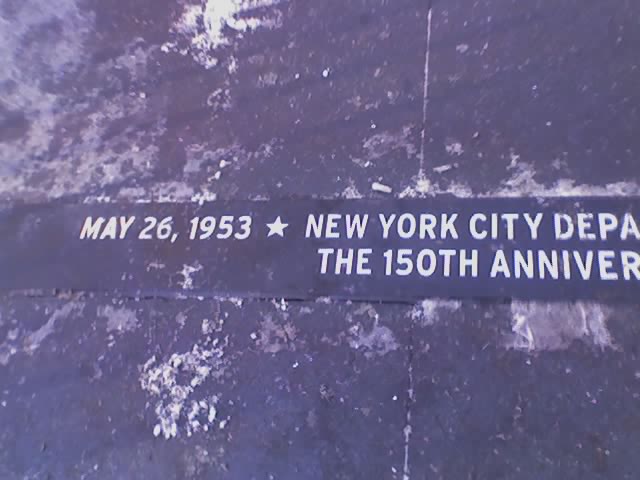 MAY 26, 1953 ★ NEW YORK CITY DEPA
THE 150TH ANNIVER